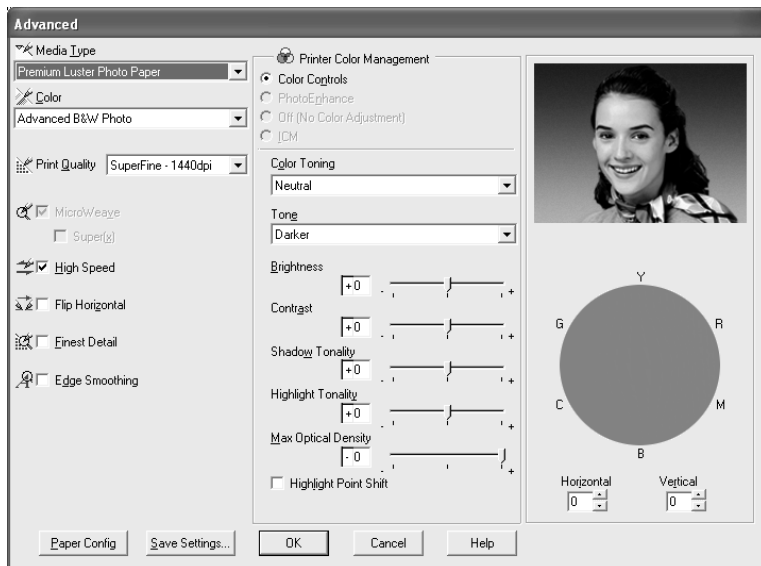 Advanced
Media Type
Premium Luster Photo Paper
Color
Advanced B&W Photo
Print Quality SuperFine - 1440dpi
MicroWeave
Super(x)
High Speed
Flip Horizontal
Finest Detail
Edge Smoothing
Printer Color Management
Color Controls
PhotoEnhance
Off (No Color Adjustment)
ICM
Color Toning
Neutral
Tone
Darker
Brightness
+0
- +
Contrast
+0
- +
Shadow Tonality
+0
- +
Highlight Tonality
+0
- +
Max Optical Density
- 0
- +
Highlight Point Shift
Y
G R
C M
B
Horizontal Vertical
0 0
Paper Config Save Settings... OK Cancel Help